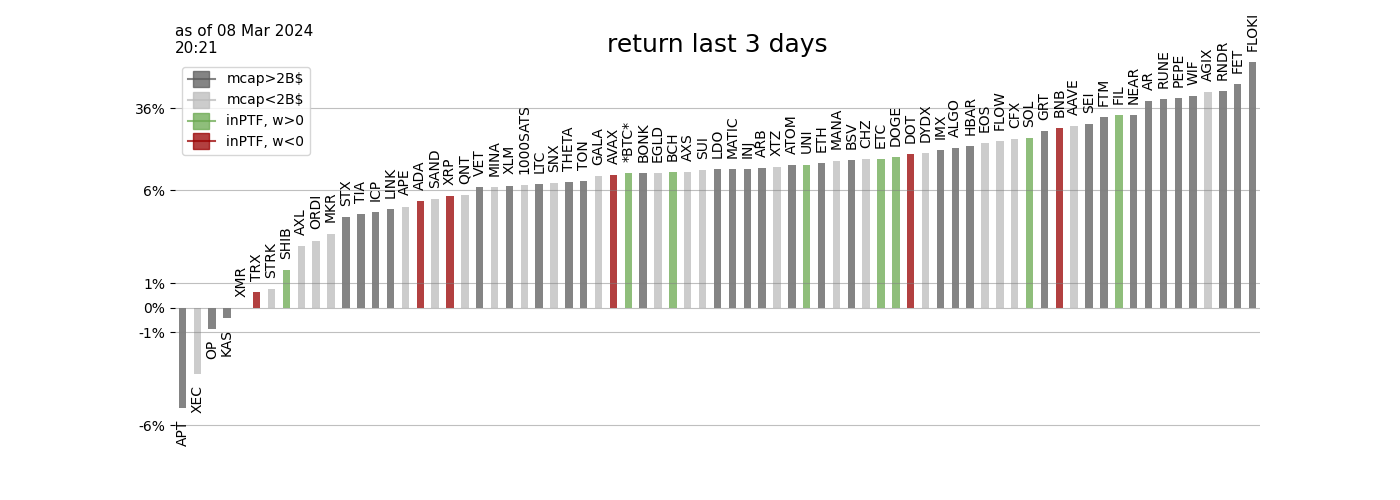 as of 08 Mar 2024
20:21
return last 3 days
mcap>2B$
mcap<2B$
inPTF, w>0
inPTF, w<0
36%
6%
1%
0%
-1%
-6%
APT
XEC
OP
KAS
XMR
TRX
STRK
SHIB
AXL
ORDI
MKR
STX
TIA
ICP
LINK
APE
ADA
SAND
XRP
QNT
VET
MINA
XLM
1000SATS
LTC
SNX
THETA
TON
GALA
AVAX
*BTC*
BONK
EGLD
BCH
AXS
SUI
LDO
MATIC
INJ
ARB
XTZ
ATOM
UNI
ETH
MANA
BSV
CHZ
ETC
DOGE
DOT
DYDX
IMX
ALGO
HBAR
EOS
FLOW
CFX
SOL
GRT
BNB
AAVE
SEI
FTM
FIL
NEAR
AR
RUNE
PEPE
WIF
AGIX
RNDR
FET
FLOKI